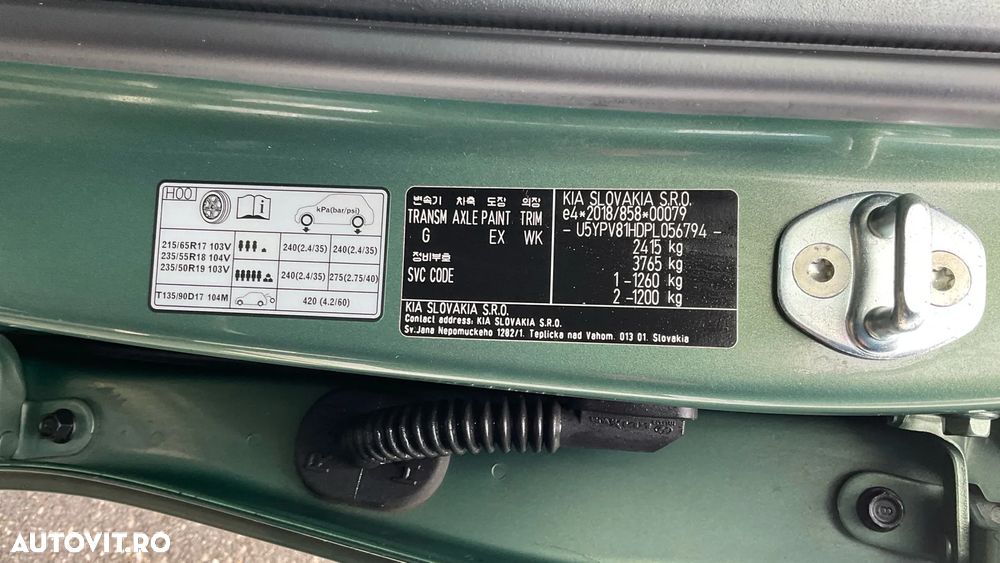 H00
kPa(bar/psi)
215/65R17 103V
235/55R18 104V
235/50R19 103V
240(2.4/35) 240(2.4/35)
240(2.4/35) 275(2.75/40)
T135/90D17 104M 420 (4.2/60)
변속기 차축 도장 의장
TRANSM AXLE PAINT TRIM
G EX WK
정비부호
SVC CODE
KIA SLOVAKIA S.R.O.
e4*2018/858*00079
- U5YPV81HDPL056794 -
2415 kg
3765 kg
1 -1260 kg
2 -1200 kg
KIA SLOVAKIA S.R.O.
Contact address: KIA SLOVAKIA S.R.O.
Sv.Jana Nepomuckeho 1282/1. Teplicka nad Vahom. 013 01. Slovakia
8
AUTOVIT.RO